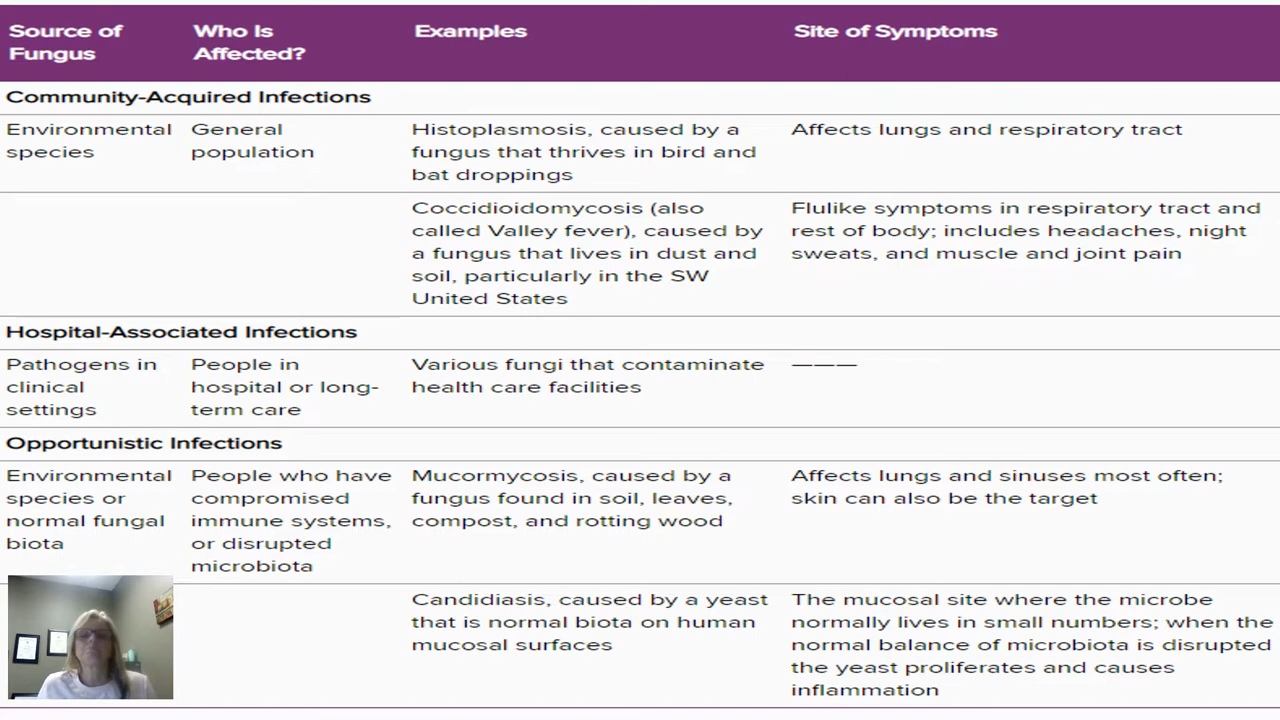 Source of Fungus
Who Is Affected?
Examples
Site of Symptoms
Community-Acquired Infections
Environmental
species
General
population
Histoplasmosis, caused by a
fungus that thrives in bird and
bat droppings
Affects lungs and respiratory tract
Coccidioidomycosis (also
called Valley fever), caused by
a fungus that lives in dust and
soil, particularly in the SW
United States
Flulike symptoms in respiratory tract and
rest of body; includes headaches, night
sweats, and muscle and joint pain
Hospital-Associated Infections
Pathogens in
clinical
settings
People in
hospital or long-
term care
Various fungi that contaminate
health care facilities
———
Opportunistic Infections
Environmental
species or
normal fungal
biota
People who have
compromised
immune systems,
or disrupted
microbiota
Mucormycosis, caused by a
fungus found in soil, leaves,
compost, and rotting wood
Affects lungs and sinuses most often;
skin can also be the target
Candidiasis, caused by a yeast
that is normal biota on human
mucosal surfaces
The mucosal site where the microbe
normally lives in small numbers; when the
normal balance of microbiota is disrupted
the yeast proliferates and causes
inflammation